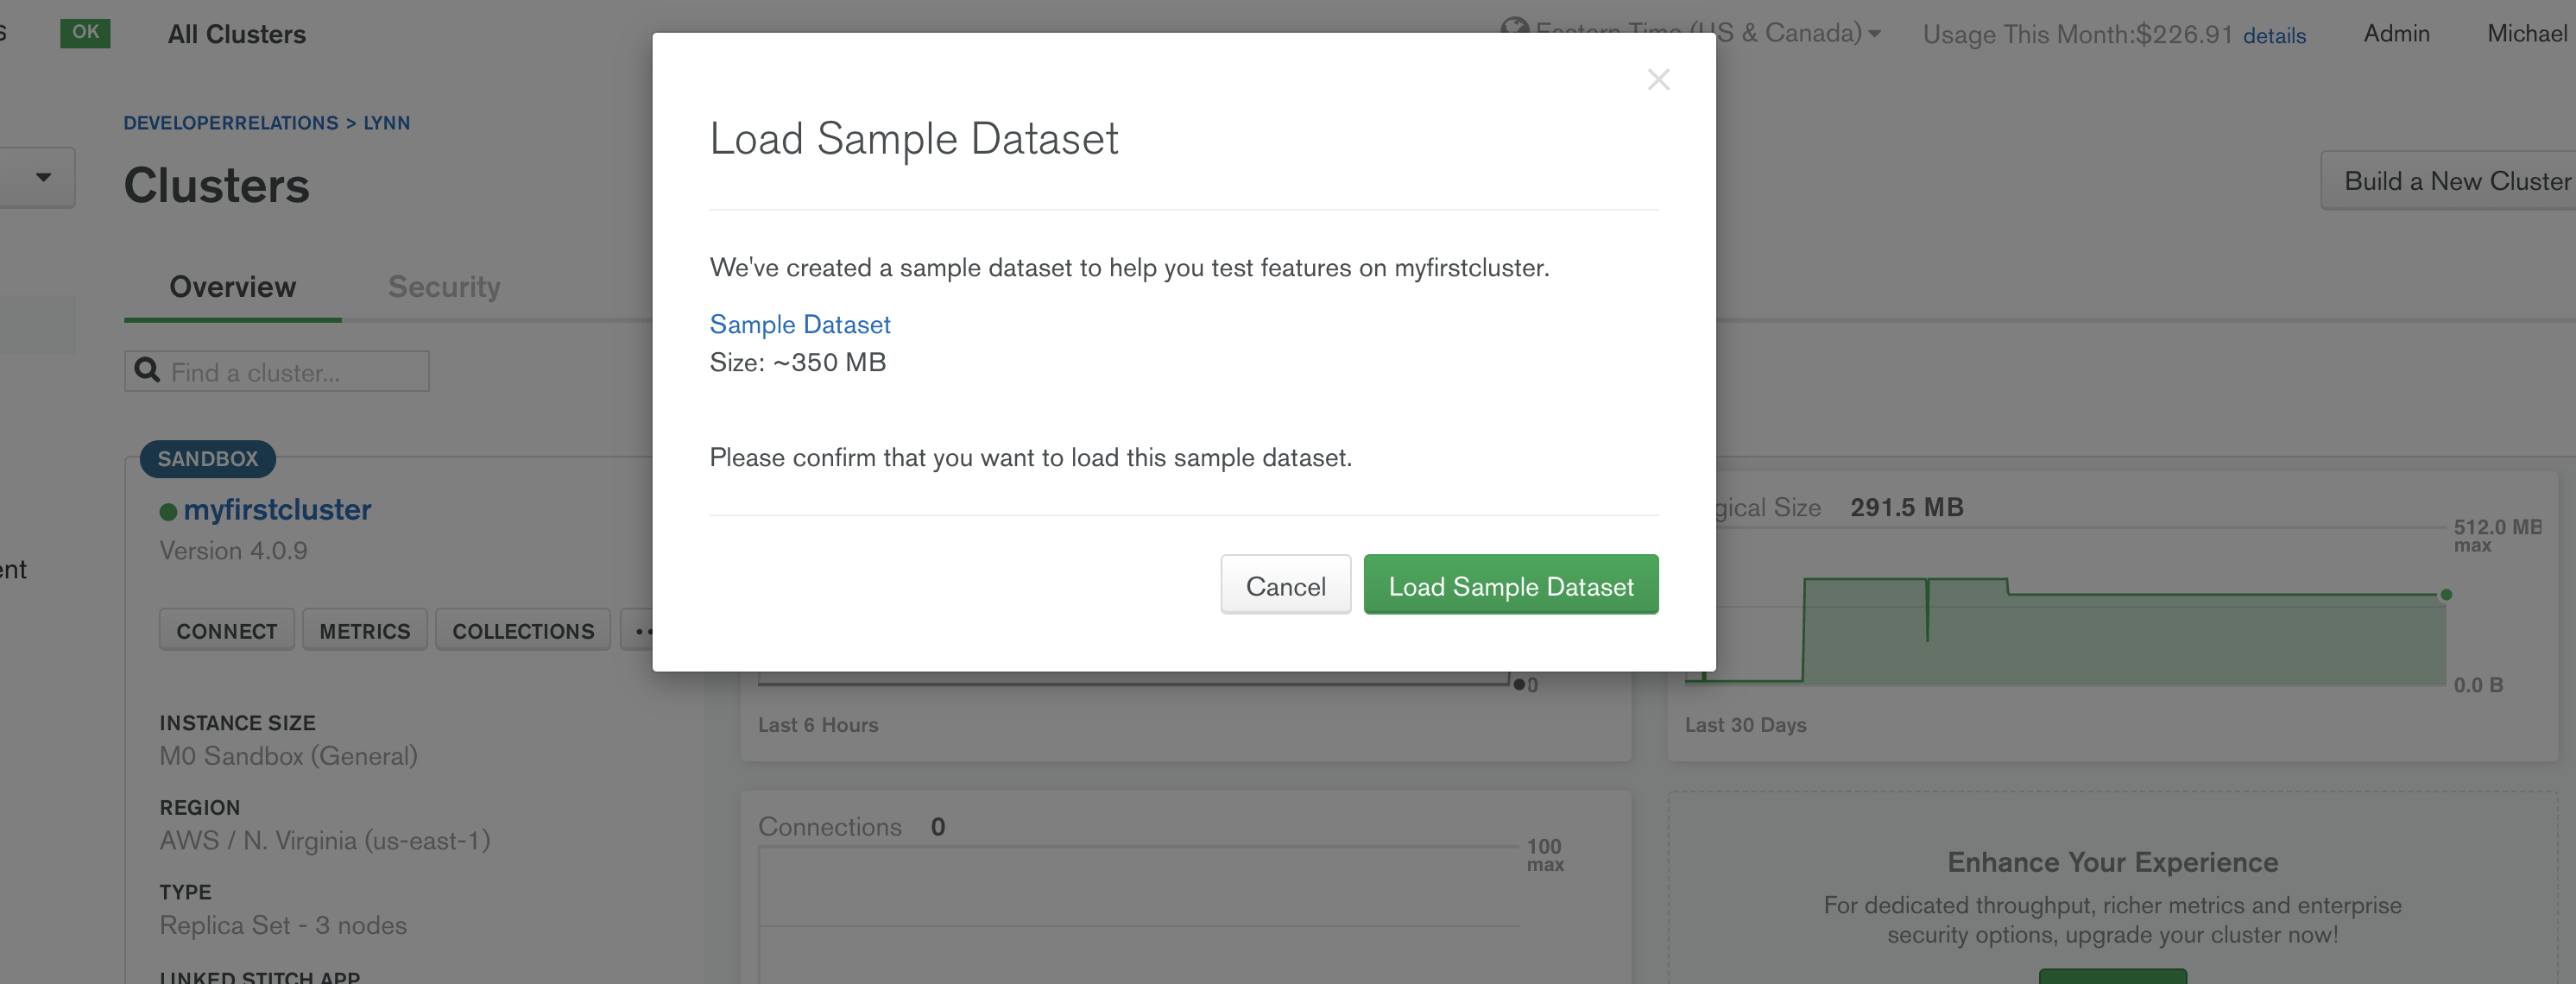 OK
All Clusters
Eastern Time (US & Canada)
Usage This Month:$226.91 details
Admin
Michael
DEVELOPERRELATIONS > LYNN
Clusters
Build a New Cluster
Overview
Security
Find a cluster...
Load Sample Dataset
We've created a sample dataset to help you test features on myfirstcluster.
Sample Dataset
Size: ~350 MB
Please confirm that you want to load this sample dataset.
Cancel
Load Sample Dataset
SANDBOX
myfirstcluster
Version 4.0.9
CONNECT
METRICS
COLLECTIONS
INSTANCE SIZE
M0 Sandbox (General)
REGION
AWS / N. Virginia (us-east-1)
TYPE
Replica Set - 3 nodes
LINKED STITCH APP
0
Last 6 Hours
gical Size 291.5 MB
512.0 MB
max
0.0 B
Last 30 Days
Connections 0
100
max
Enhance Your Experience
For dedicated throughput, richer metrics and enterprise
security options, upgrade your cluster now!